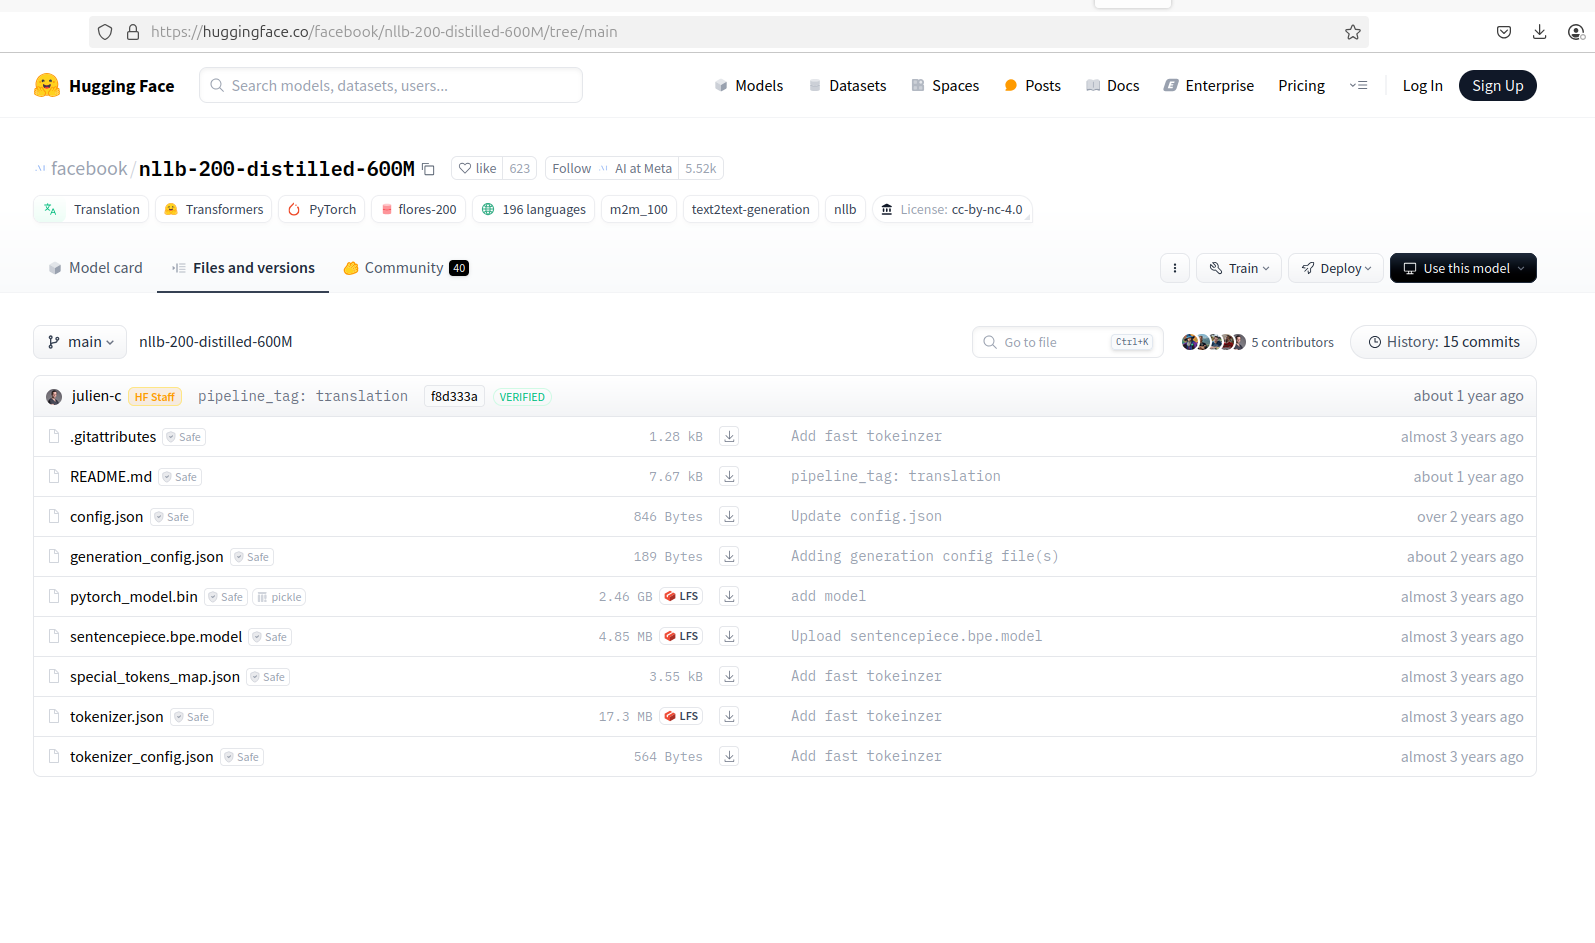 https://huggingface.co/facebook/nllb-200-distilled-600M/tree/main
Hugging Face Search models, datasets, users... Models Datasets Spaces Posts Docs Enterprise Pricing Log In Sign Up
facebook/nllb-200-distilled-600M like 623 Follow AI at Meta 5.52k
Translation Transformers PyTorch flores-200 196 languages m2m_100 text2text-generation nllb License: cc-by-nc-4.0
Model card Files and versions Community 40 Train Deploy Use this model
main nllb-200-distilled-600M Go to file Ctrl+K 5 contributors History: 15 commits
julien-c HF Staff pipeline_tag: translation f8d333a VERIFIED about 1 year ago
.gitattributes Safe 1.28 kB Add fast tokeinzer almost 3 years ago
README.md Safe 7.67 kB pipeline_tag: translation about 1 year ago
config.json Safe 846 Bytes Update config.json over 2 years ago
generation_config.json Safe 189 Bytes Adding generation config file(s) about 2 years ago
pytorch_model.bin Safe pickle 2.46 GB LFS add model almost 3 years ago
sentencepiece.bpe.model Safe 4.85 MB LFS Upload sentencepiece.bpe.model almost 3 years ago
special_tokens_map.json Safe 3.55 kB Add fast tokeinzer almost 3 years ago
tokenizer.json Safe 17.3 MB LFS Add fast tokeinzer almost 3 years ago
tokenizer_config.json Safe 564 Bytes Add fast tokeinzer almost 3 years ago